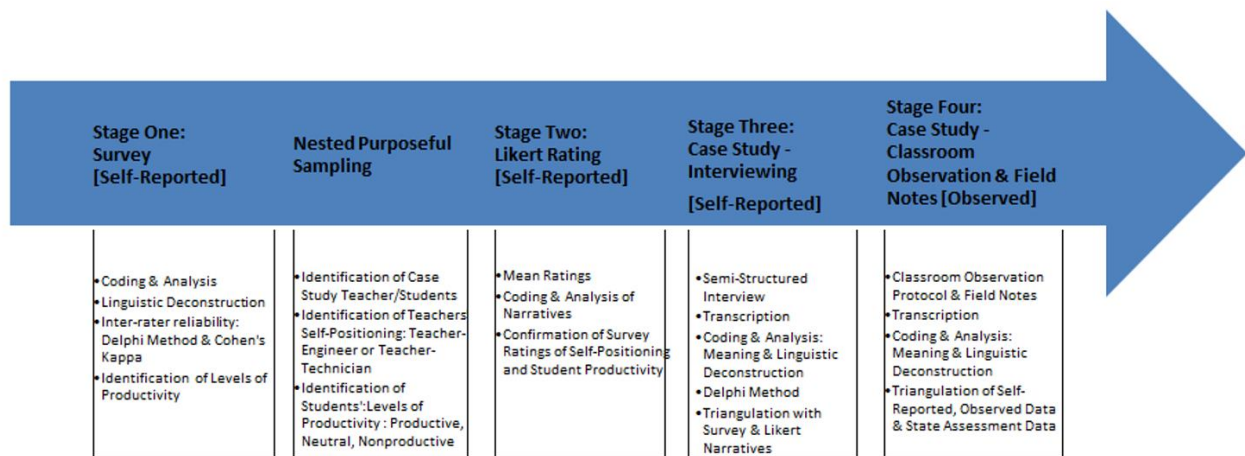 Stage One:
Survey
[Self-Reported]
Nested Purposeful
Sampling
Stage Two:
Likert Rating
[Self-Reported]
Stage Three:
Case Study -
Interviewing
[Self-Reported]
Stage Four:
Case Study -
Classroom
Observation & Field
Notes [Observed]
•Coding & Analysis
•Linguistic Deconstruction
•Inter-rater reliability:
Delphi Method & Cohen's
Kappa
•Identification of Levels of
Productivity
•Identification of Case
Study Teacher/Students
•Identification of Teachers
Self-Positioning: Teacher-
Engineer or Teacher-
Technician
•Identification of
Students':Levels of
Productivity : Productive,
Neutral, Nonproductive
•Mean Ratings
•Coding & Analysis of
Narratives
•Confirmation of Survey
Ratings of Self-Positioning
and Student Productivity
•Semi-Structured
Interview
•Transcription
•Coding & Analysis:
Meaning & Linguistic
Deconstruction
•Delphi Method
•Triangulation with
Survey & Likert
Narratives
•Classroom Observation
Protocol & Field Notes
•Transcription
•Coding & Analysis:
Meaning & Linguistic
Deconstruction
•Triangulation of Self-
Reported, Observed Data
& State Assessment Data